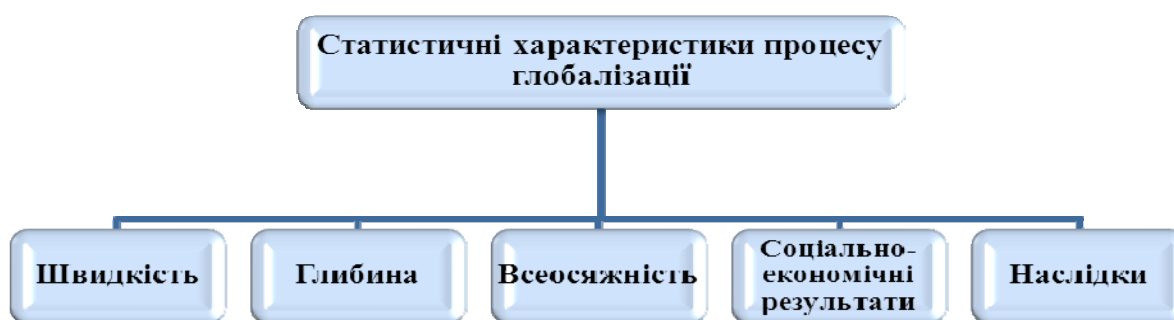 Статистичні характеристики процесу
глобалізації
Швидкість
Глибина
Всеосяжність
Соціально-
економічні
результати
Наслідки